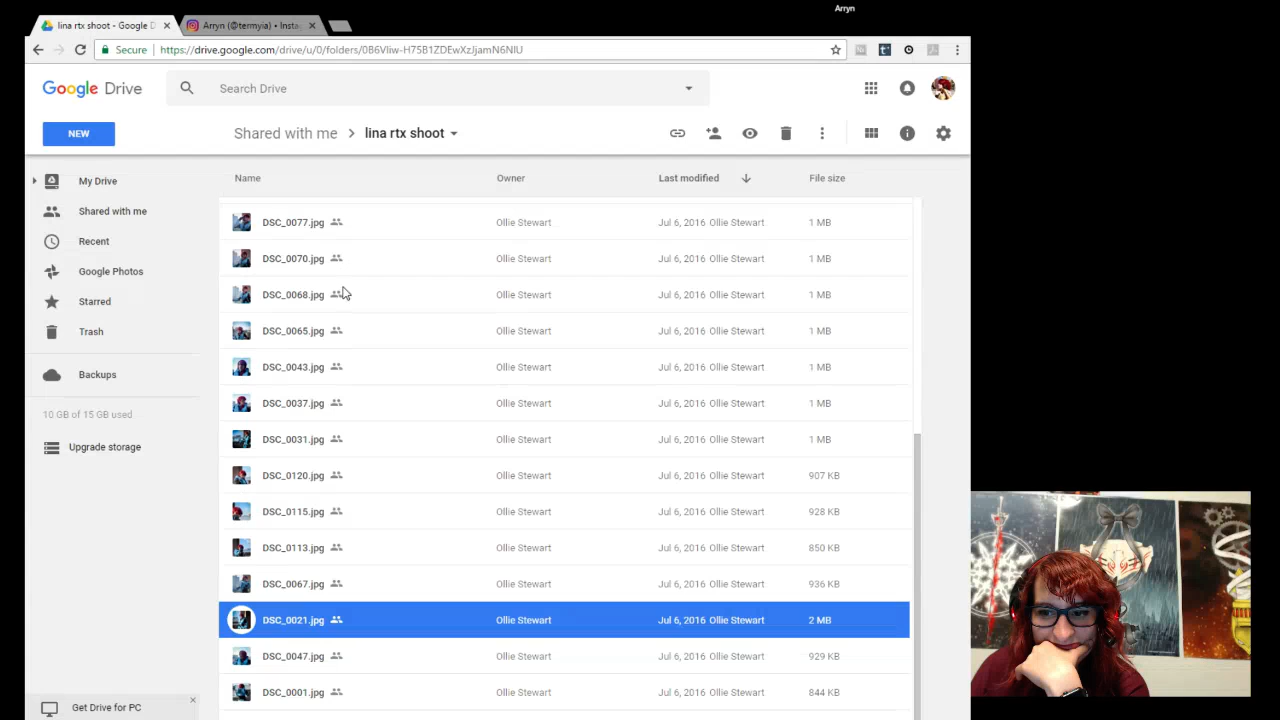 Arryn
lina rtx shoot - Google D
Arryn (@termyia) • Insta
Secure
Google Drive
Search Drive
NEW
Shared with me > lina rtx shoot
Name Owner Last modified File size
My Drive
Shared with me
Recent
Google Photos
Starred
Trash
Backups
10 GB of 15 GB used
Upgrade storage
Get Drive for PC
DSC_0077.jpg Ollie Stewart Jul 6, 2016 Ollie Stewart 1 MB
DSC_0070.jpg Ollie Stewart Jul 6, 2016 Ollie Stewart 1 MB
DSC_0068.jpg Ollie Stewart Jul 6, 2016 Ollie Stewart 1 MB
DSC_0065.jpg Ollie Stewart Jul 6, 2016 Ollie Stewart 1 MB
DSC_0043.jpg Ollie Stewart Jul 6, 2016 Ollie Stewart 1 MB
DSC_0037.jpg Ollie Stewart Jul 6, 2016 Ollie Stewart 1 MB
DSC_0031.jpg Ollie Stewart Jul 6, 2016 Ollie Stewart 1 MB
DSC_0120.jpg Ollie Stewart Jul 6, 2016 Ollie Stewart 907 KB
DSC_0115.jpg Ollie Stewart Jul 6, 2016 Ollie Stewart 928 KB
DSC_0113.jpg Ollie Stewart Jul 6, 2016 Ollie Stewart 850 KB
DSC_0067.jpg Ollie Stewart Jul 6, 2016 Ollie Stewart 936 KB
DSC_0021.jpg Ollie Stewart Jul 6, 2016 Ollie Stewart 2 MB
DSC_0047.jpg Ollie Stewart Jul 6, 2016 Ollie Stewart 929 KB
DSC_0001.jpg Ollie Stewart Jul 6, 2016 Ollie Stewart 844 KB